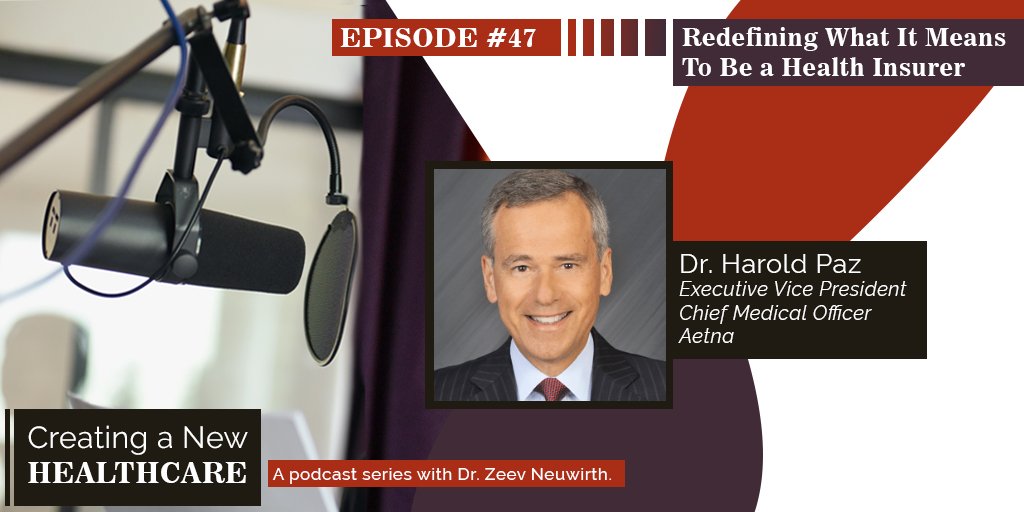 EPISODE #47
Redefining What It Means
To Be a Health Insurer
Dr. Harold Paz
Executive Vice President
Chief Medical Officer
Aetna
Creating a New
HEALTHCARE
A podcast series with Dr. Zeev Neuwirth.